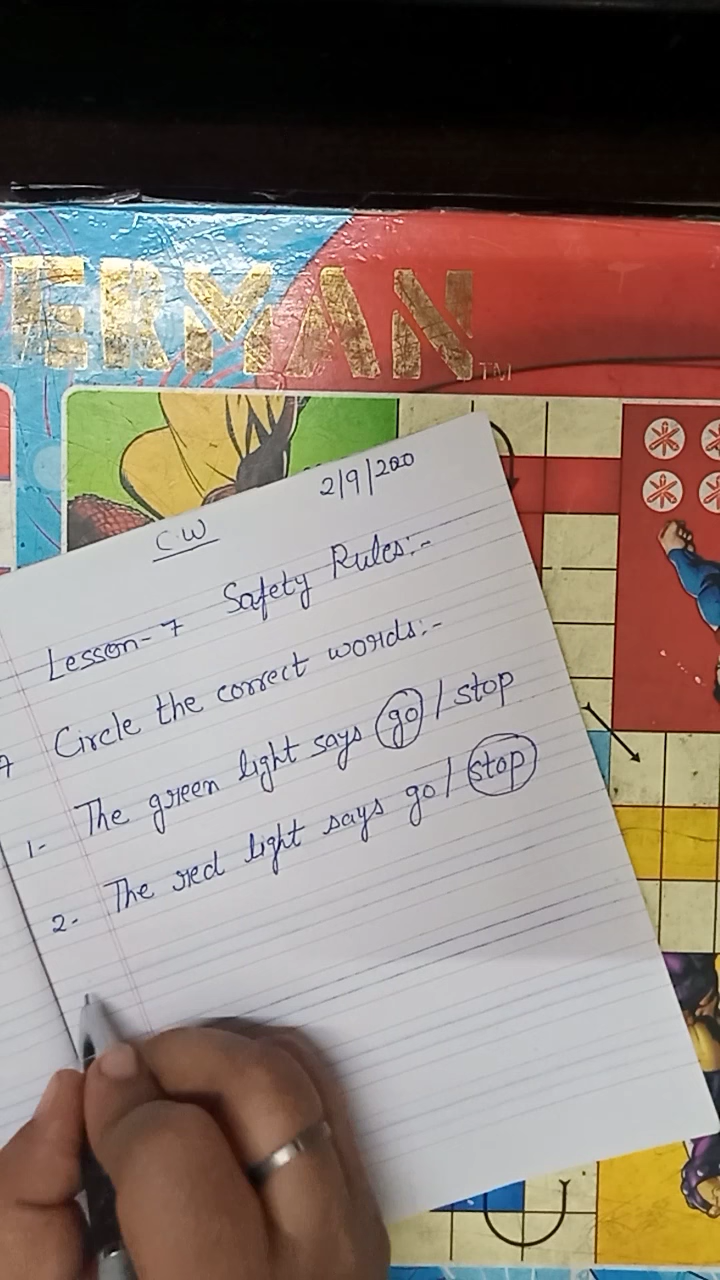 ERMAN TM
2/9/2020
C.W
Lesson-7 Safety Rules:-
Circle the correct words:-
1- The green light says go / stop
2- The red light says go / stop